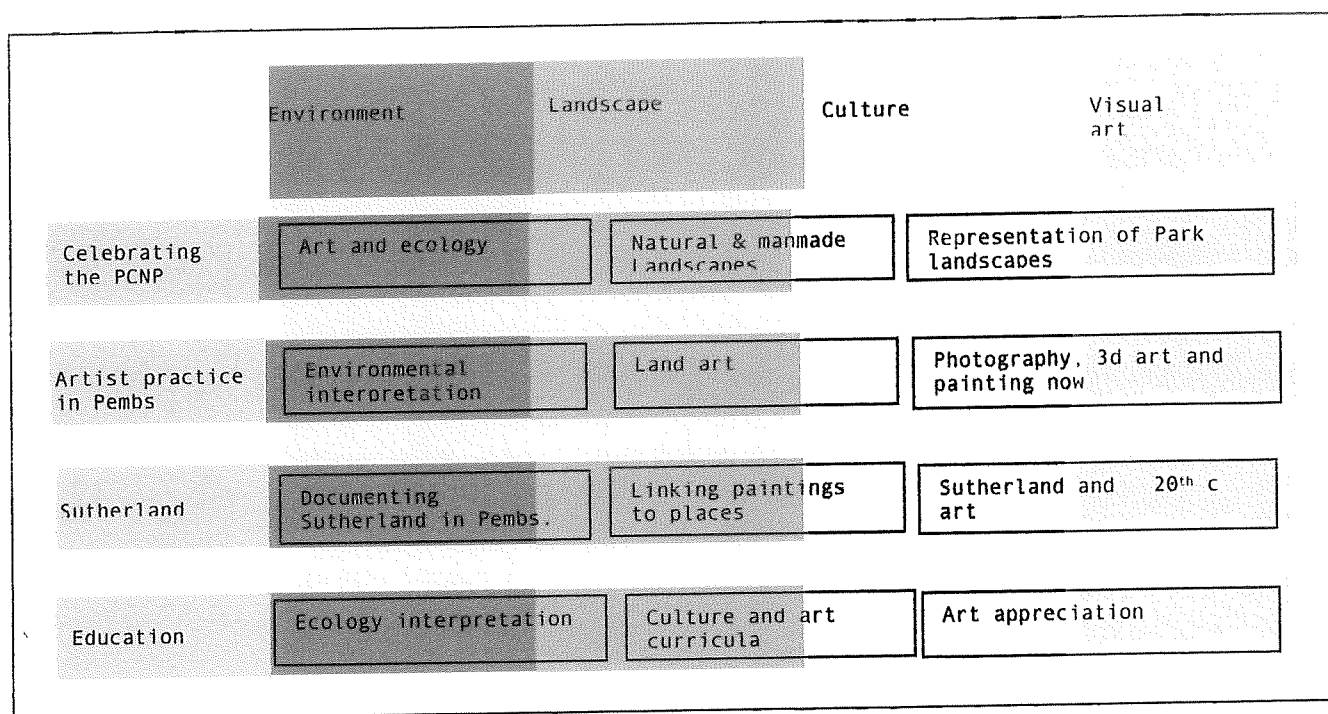 Environment
Landscape
Culture
Visual
art
Celebrating
the PCNP
Art and ecology
Natural & manmade
Landscapes
Representation of Park
landscapes
Artist practice
in Pembs
Environmental
interpretation
Land art
Photography, 3d art and
painting now
Sutherland
Documenting
Sutherland in Pembs.
Linking paintings
to places
Sutherland and 20th c
art
Education
Ecology interpretation
Culture and art
curricula
Art appreciation